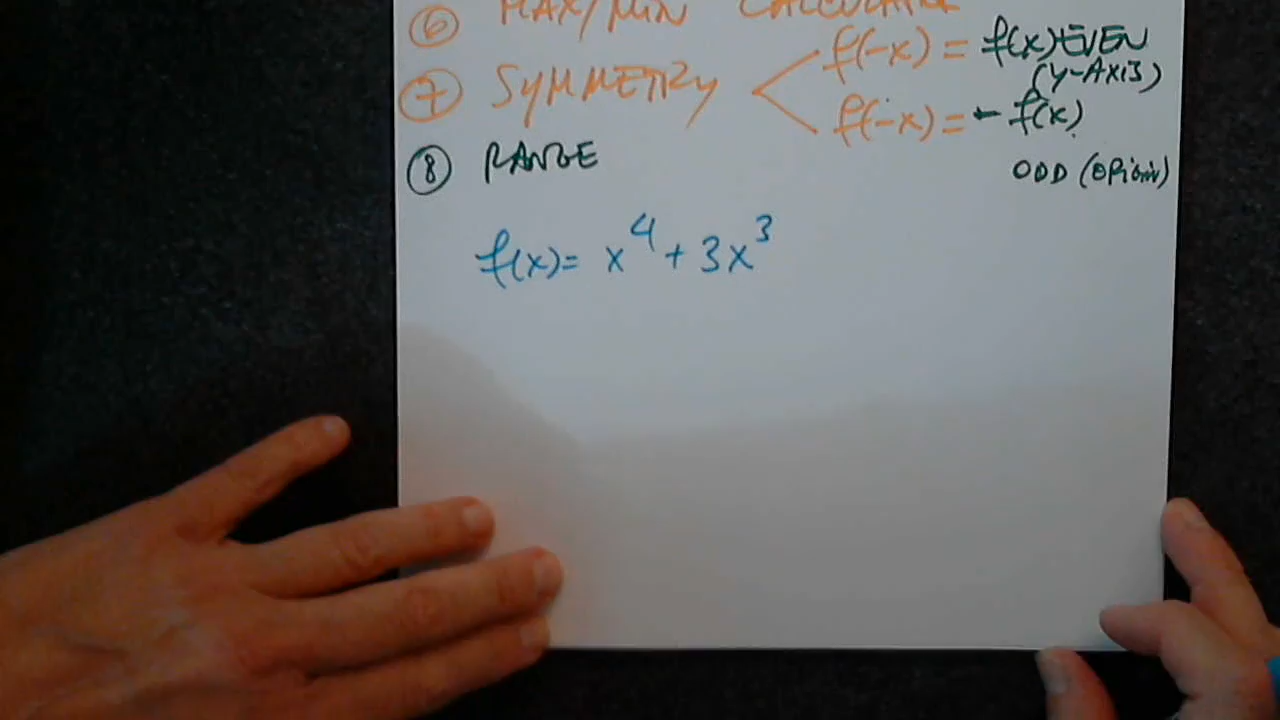 ⑥ MAX/MIN CALCULATOR
⑦ SYMMETRY
f(-x) = f(x) EVEN
(y-AXIS)
f(-x) = - f(x)
ODD (ORIGIN)
⑧ RANGE
f(x)= x⁴ + 3x³